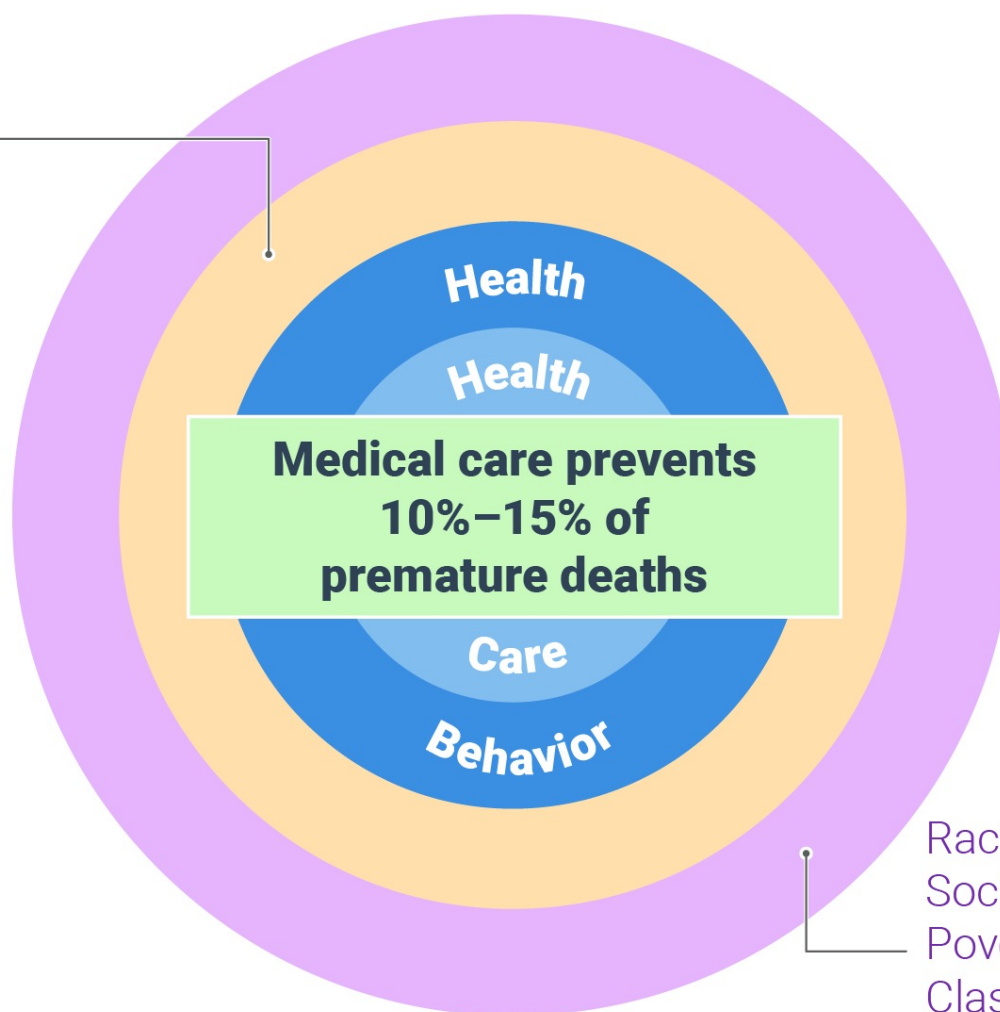 Health
Health
Medical care prevents
10%–15% of
premature deaths
Care
Behavior